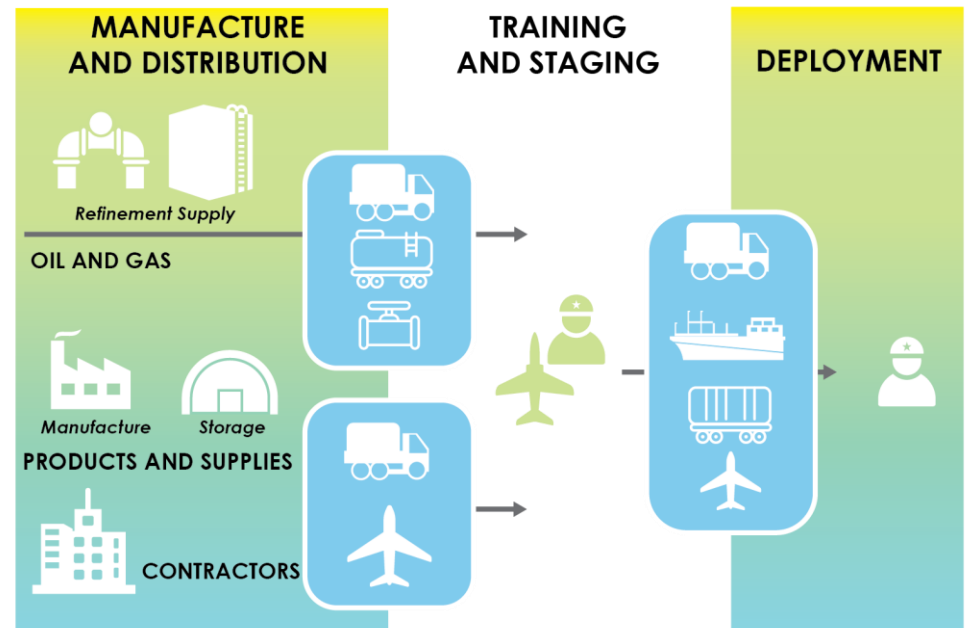 MANUFACTURE
AND DISTRIBUTION
TRAINING
AND STAGING
DEPLOYMENT
Refinement Supply
OIL AND GAS
Manufacture
Storage
PRODUCTS AND SUPPLIES
CONTRACTORS